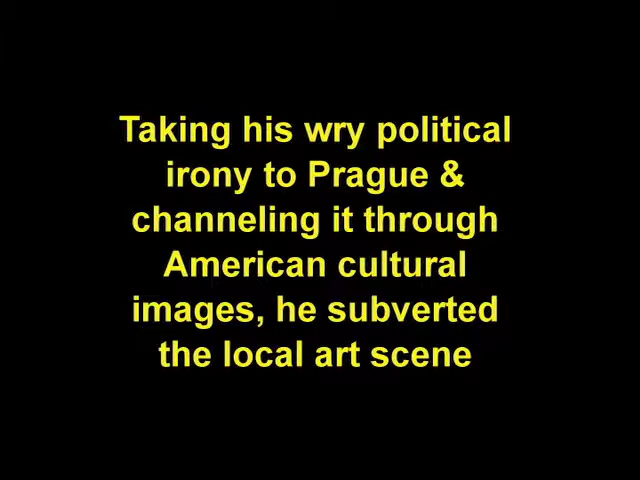 Taking his wry political
irony to Prague &
channeling it through
American cultural
images, he subverted
the local art scene